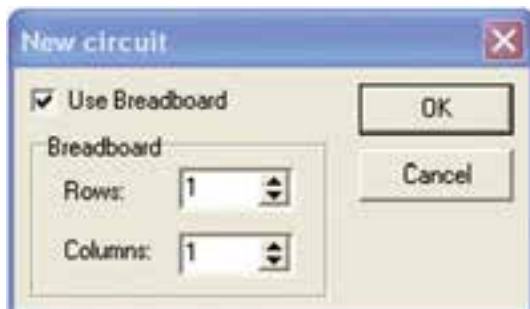 New circuit
Use Breadboard
OK
Breadboard
Rows: 1
Cancel
Columns: 1